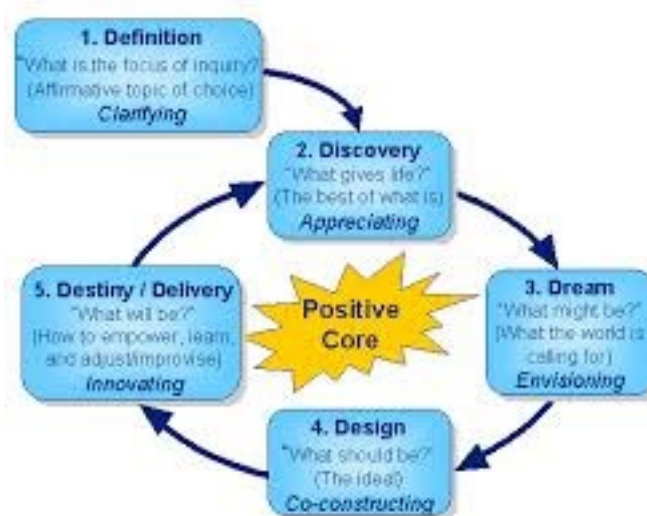 1. Definition
"What is the focus of inquiry?
(Affirmative topic of choice)
Clarifying
2. Discovery
"What gives life?"
(The best of what is)
Appreciating
3. Dream
"What might be?"
(What the world is
calling for)
Envisioning
4. Design
"What should be?"
(The ideal)
Co-constructing
5. Destiny / Delivery
"What will be?"
(How to empower, learn,
and adjust/improvise)
Innovating
Positive
Core